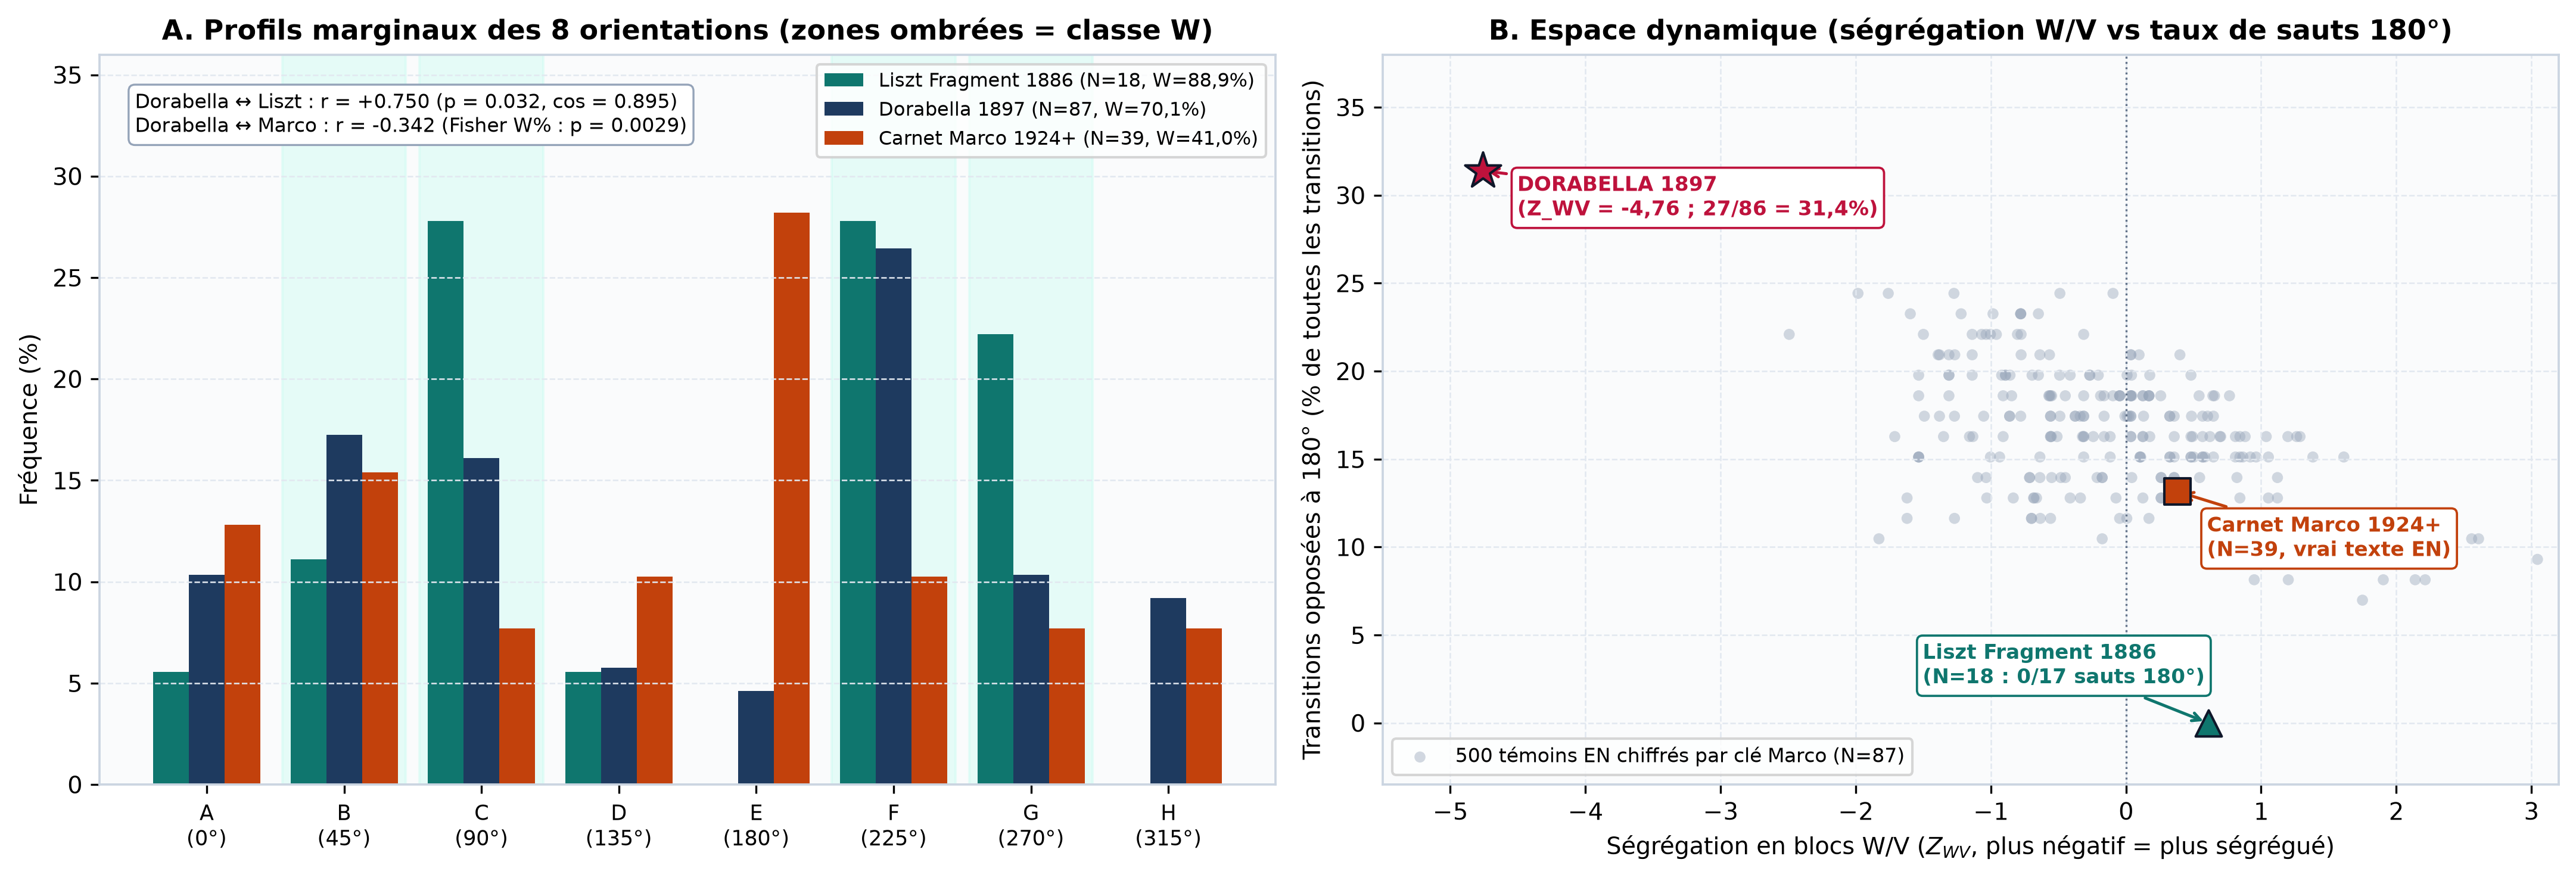 A. Profils marginaux des 8 orientations (zones ombrées = classe W)
Dorabella ↔ Liszt : r = +0.750 (p = 0.032, cos = 0.895)
Dorabella ↔ Marco : r = -0.342 (Fisher W% : p = 0.0029)
Liszt Fragment 1886 (N=18, W=88,9%)
Dorabella 1897 (N=87, W=70,1%)
Carnet Marco 1924+ (N=39, W=41,0%)
Fréquence (%)
35
30
25
20
15
10
5
0
A
(0°)
B
(45°)
C
(90°)
D
(135°)
E
(180°)
F
(225°)
G
(270°)
H
(315°)
B. Espace dynamique (ségrégation W/V vs taux de sauts 180°)
Transitions opposées à 180° (% de toutes les transitions)
35
30
25
20
15
10
5
0
DORABELLA 1897
(Z_WV = -4,76 ; 27/86 = 31,4%)
Carnet Marco 1924+
(N=39, vrai texte EN)
Liszt Fragment 1886
(N=18 : 0/17 sauts 180°)
500 témoins EN chiffrés par clé Marco (N=87)
−5
−4
−3
−2
−1
0
1
2
3
Ségrégation en blocs W/V (Z_WV, plus négatif = plus ségrégué)